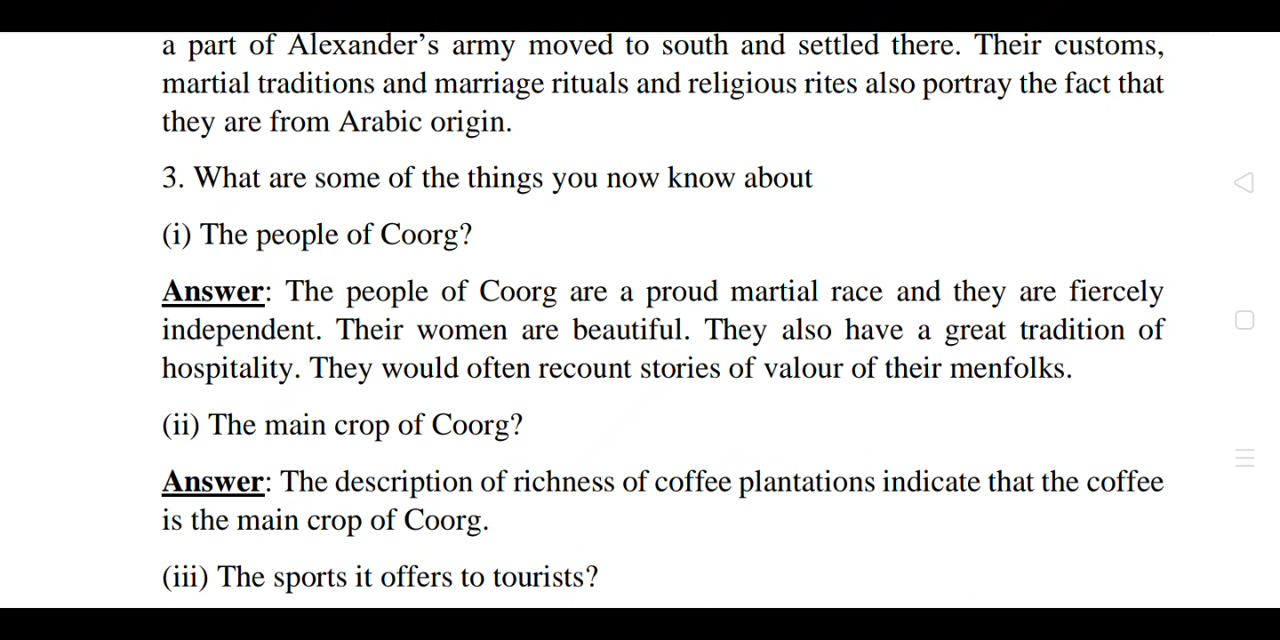 a part of Alexander’s army moved to south and settled there. Their customs,
martial traditions and marriage rituals and religious rites also portray the fact that
they are from Arabic origin.
3. What are some of the things you now know about
(i) The people of Coorg?
Answer: The people of Coorg are a proud martial race and they are fiercely
independent. Their women are beautiful. They also have a great tradition of
hospitality. They would often recount stories of valour of their menfolks.
(ii) The main crop of Coorg?
Answer: The description of richness of coffee plantations indicate that the coffee
is the main crop of Coorg.
(iii) The sports it offers to tourists?